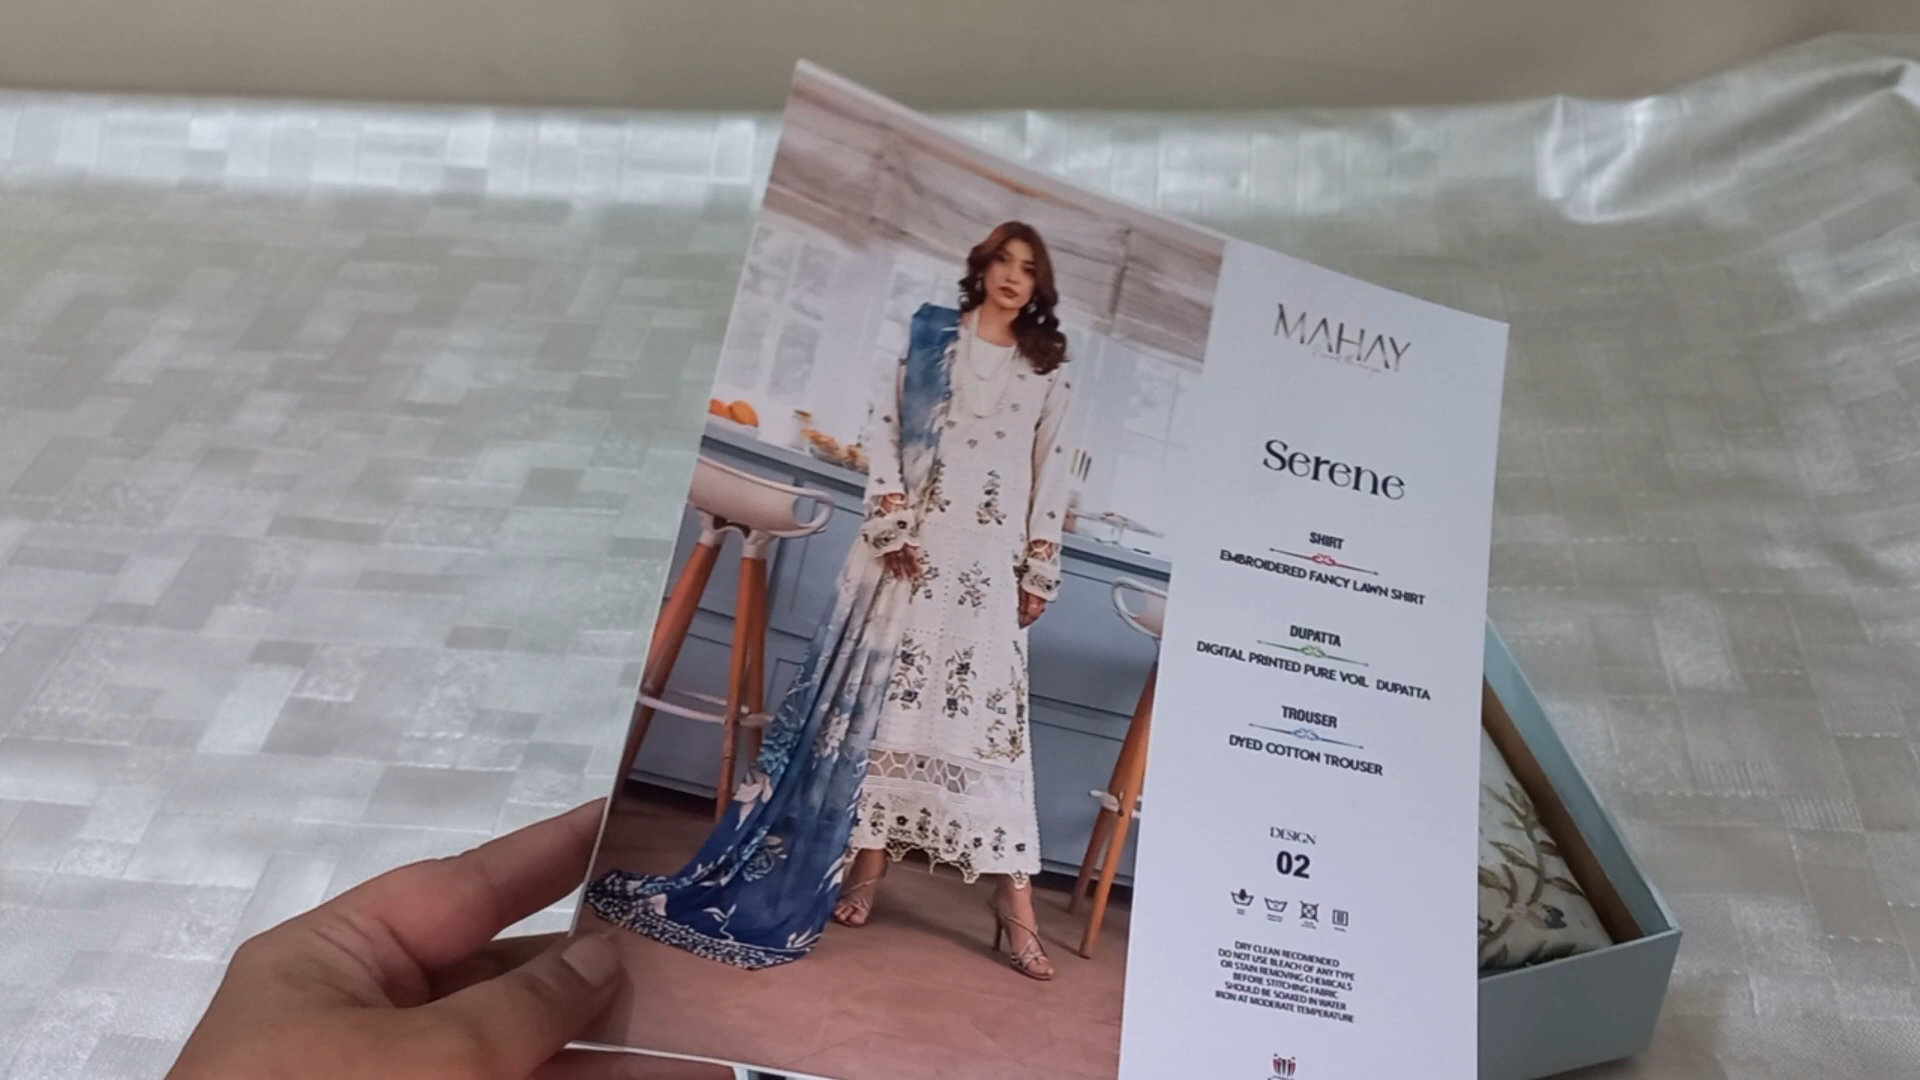 MAHAY
Serene
SHIRT
EMBROIDERED FANCY LAWN SHIRT
DUPATTA
DIGITAL PRINTED PURE VOIL DUPATTA
TROUSER
DYED COTTON TROUSER
DESIGN
02
DRY CLEAN RECOMENDED
DO NOT USE BLEACH OF ANY TYPE
OR STAIN REMOVING CHEMICALS
BEFORE STITCHING FABRIC
SHOULD BE SOAKED IN WATER
IRON AT MODERATE TEMPERATURE